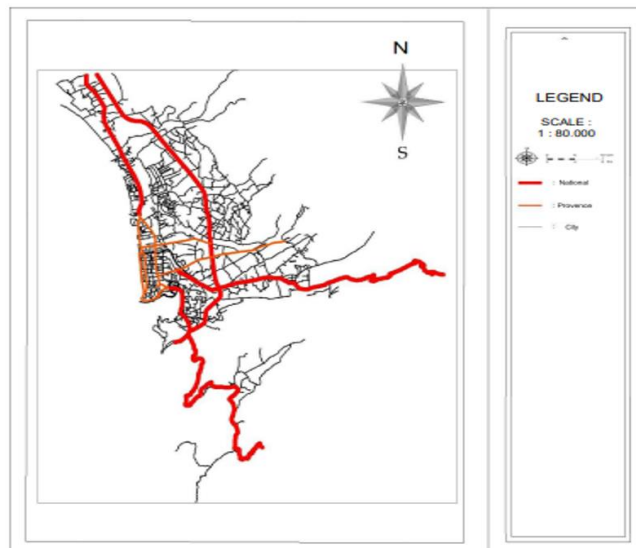 N
S
LEGEND
SCALE :
1 : 80.000
: National
: Provence
: City